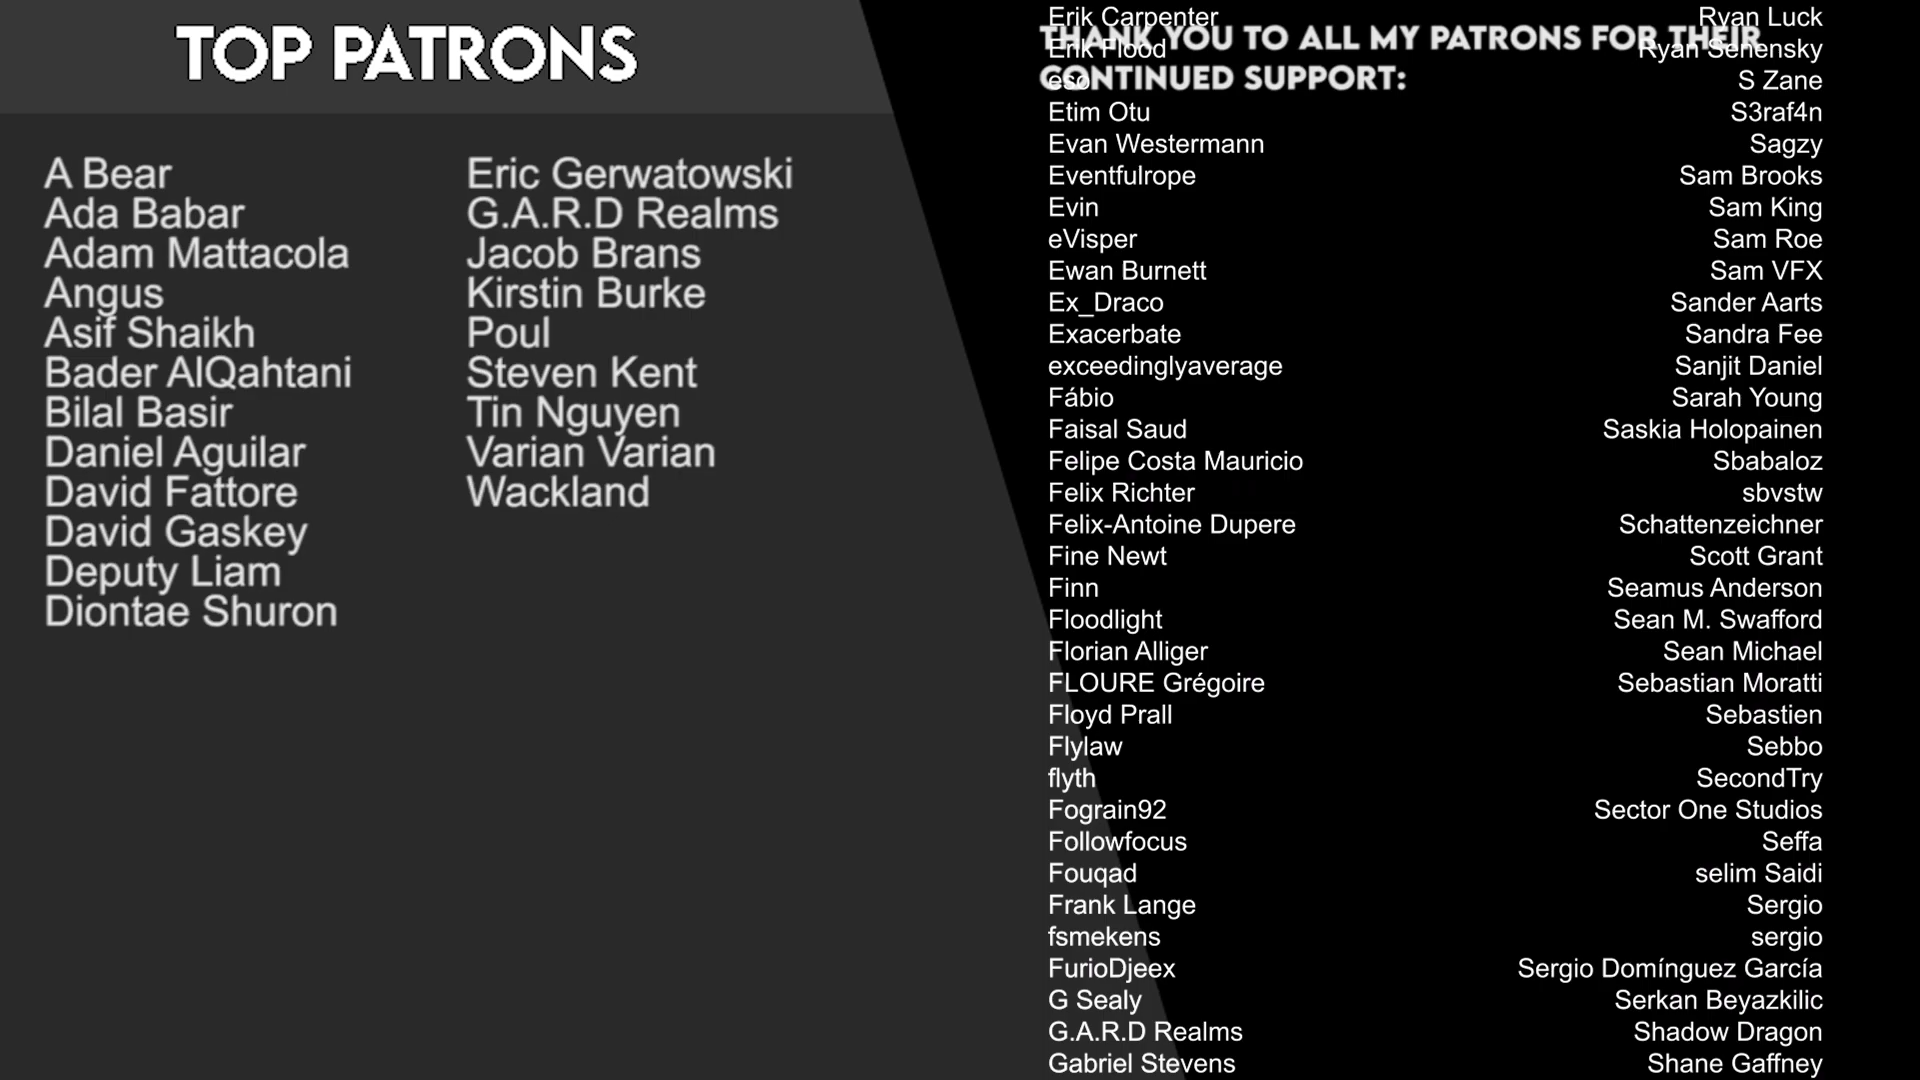 TOP PATRONS
A Bear
Ada Babar
Adam Mattacola
Angus
Asif Shaikh
Bader AlQahtani
Bilal Basir
Daniel Aguilar
David Fattore
David Gaskey
Deputy Liam
Diontae Shuron
Eric Gerwatowski
G.A.R.D Realms
Jacob Brans
Kirstin Burke
Poul
Steven Kent
Tin Nguyen
Varian Varian
Wackland
THANK YOU TO ALL MY PATRONS FOR THEIR
CONTINUED SUPPORT:
Erik Carpenter
Erik Flood
eso
Etim Otu
Evan Westermann
Eventfulrope
Evin
eVisper
Ewan Burnett
Ex_Draco
Exacerbate
exceedinglyaverage
Fábio
Faisal Saud
Felipe Costa Mauricio
Felix Richter
Felix-Antoine Dupere
Fine Newt
Finn
Floodlight
Florian Alliger
FLOURE Grégoire
Floyd Prall
Flylaw
flyth
Fograin92
Followfocus
Fouqad
Frank Lange
fsmekens
FurioDjeex
G Sealy
G.A.R.D Realms
Gabriel Stevens
Ryan Luck
Ryan Senensky
S Zane
S3raf4n
Sagzy
Sam Brooks
Sam King
Sam Roe
Sam VFX
Sander Aarts
Sandra Fee
Sanjit Daniel
Sarah Young
Saskia Holopainen
Sbabaloz
sbvstw
Schattenzeichner
Scott Grant
Seamus Anderson
Sean M. Swafford
Sean Michael
Sebastian Moratti
Sebastien
Sebbo
SecondTry
Sector One Studios
Seffa
selim Saidi
Sergio
sergio
Sergio Domínguez García
Serkan Beyazkilic
Shadow Dragon
Shane Gaffney